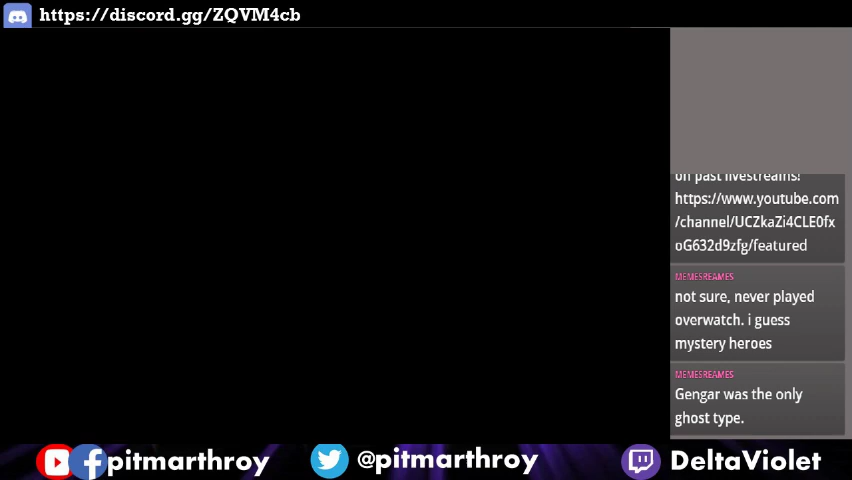 https://discord.gg/ZQVM4cb
on past livestreams!
https://www.youtube.com
/channel/UCZkaZi4CLE0fx
oG632d9zfg/featured
MEMESREAMES
not sure, never played
overwatch. i guess
mystery heroes
MEMESREAMES
Gengar was the only
ghost type.
pitmarthroy
@pitmarthroy
DeltaViolet